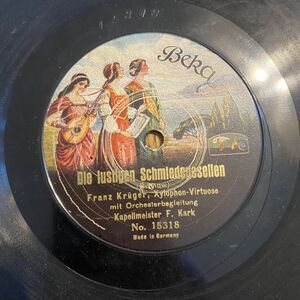 Beka
Die lustigen Schmiedegesellen
Franz Krüger, Xylophon-Virtuose
mit Orchesterbegleitung
Kapellmeister F. Kark
No. 15318
Made in Germany